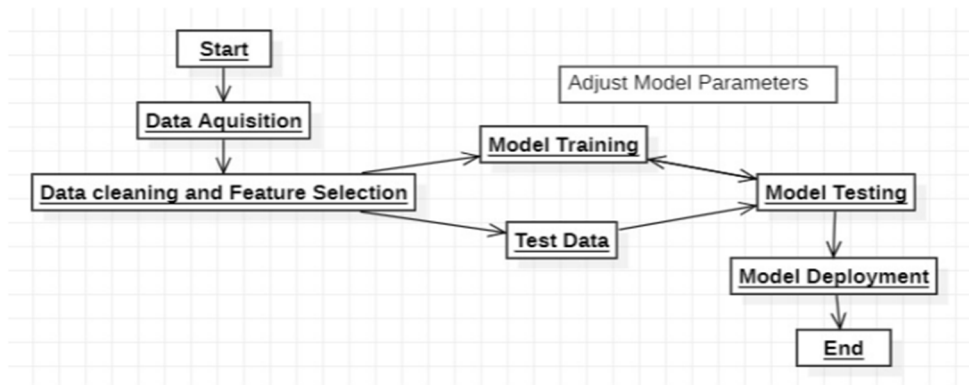 Start
Adjust Model Parameters
Data Aquisition
Model Training
Data cleaning and Feature Selection
Model Testing
Test Data
Model Deployment
End